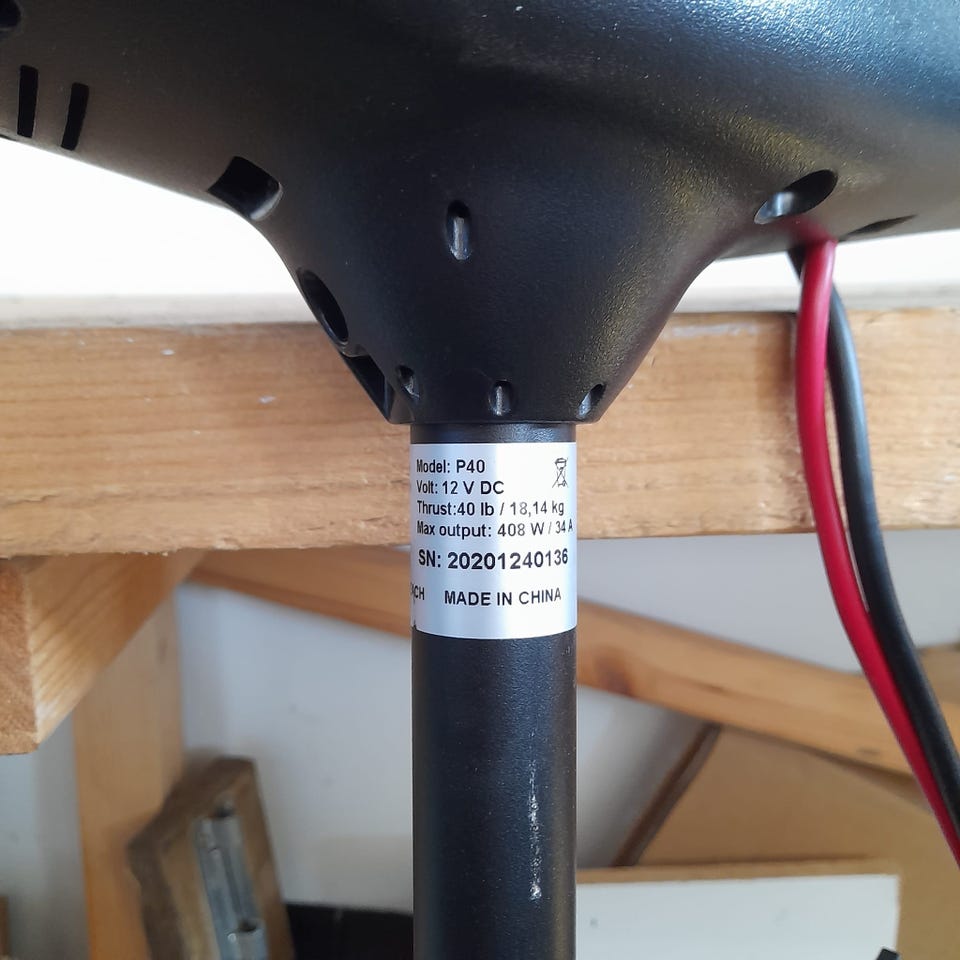 Model: P40
Volt: 12 V DC
Thrust:40 lb / 18,14 kg
Max output: 408 W / 34 A
SN: 20201240136
MADE IN CHINA